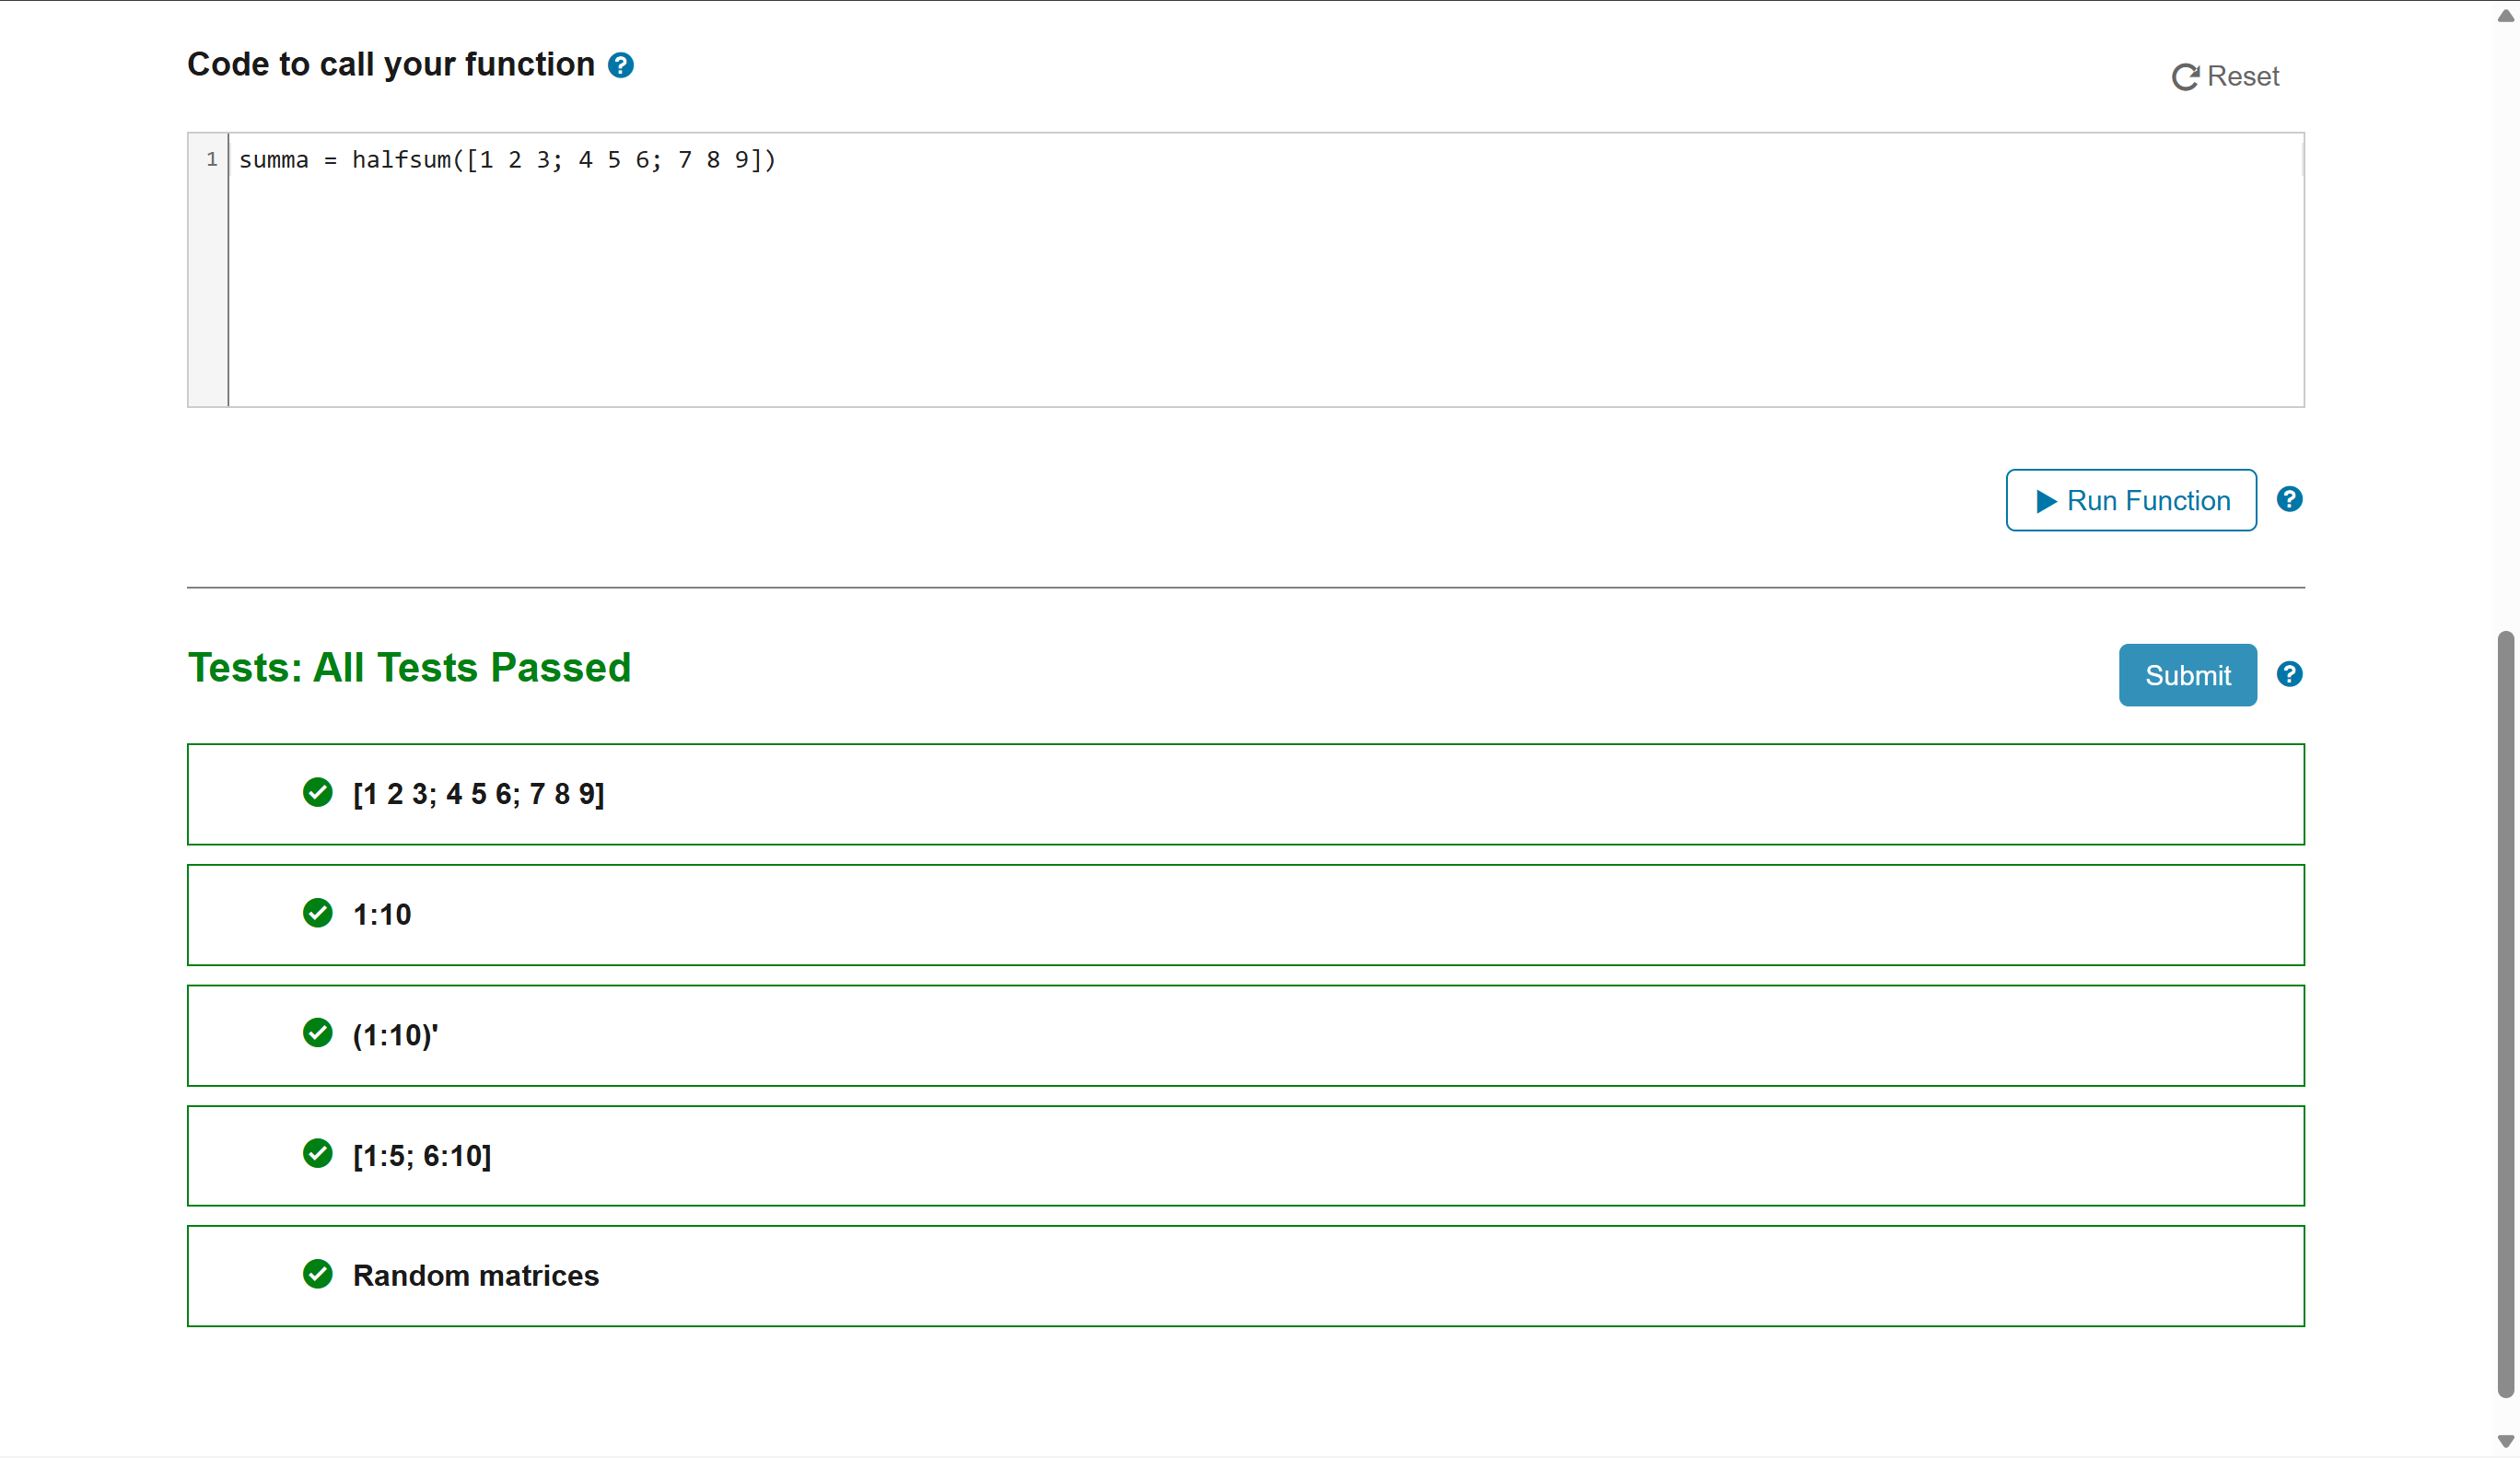 Code to call your function ?
Reset
1 summa = halfsum([1 2 3; 4 5 6; 7 8 9])
Run Function ?
Tests: All Tests Passed
Submit ?
[1 2 3; 4 5 6; 7 8 9]
1:10
(1:10)'
[1:5; 6:10]
Random matrices